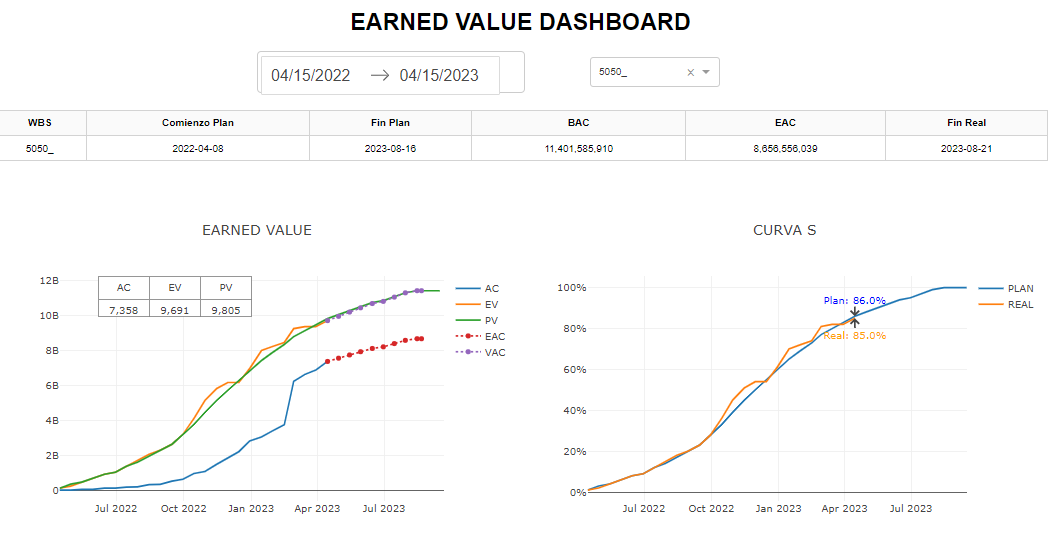 EARNED VALUE DASHBOARD
04/15/2022 → 04/15/2023
5050_ ×
WBS Comienzo Plan Fin Plan BAC EAC Fin Real
5050_ 2022-04-08 2023-08-16 11,401,585,910 8,656,556,039 2023-08-21
EARNED VALUE
12B
10B
8B
6B
4B
2B
0
AC EV PV
7,358 9,691 9,805
AC
EV
PV
EAC
VAC
Jul 2022 Oct 2022 Jan 2023 Apr 2023 Jul 2023
CURVA S
100%
80%
60%
40%
20%
0%
Plan: 86.0%
Real: 85.0%
PLAN
REAL
Jul 2022 Oct 2022 Jan 2023 Apr 2023 Jul 2023